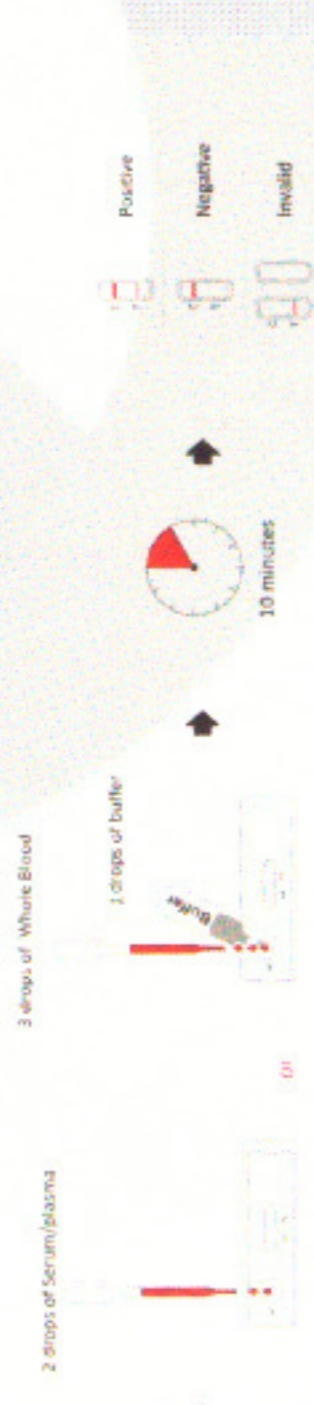 2 drops of Serum/plasma
or
3 drops of Whole Blood
1 drops of buffer
Buffer
10 minutes
Positive
Negative
Invalid